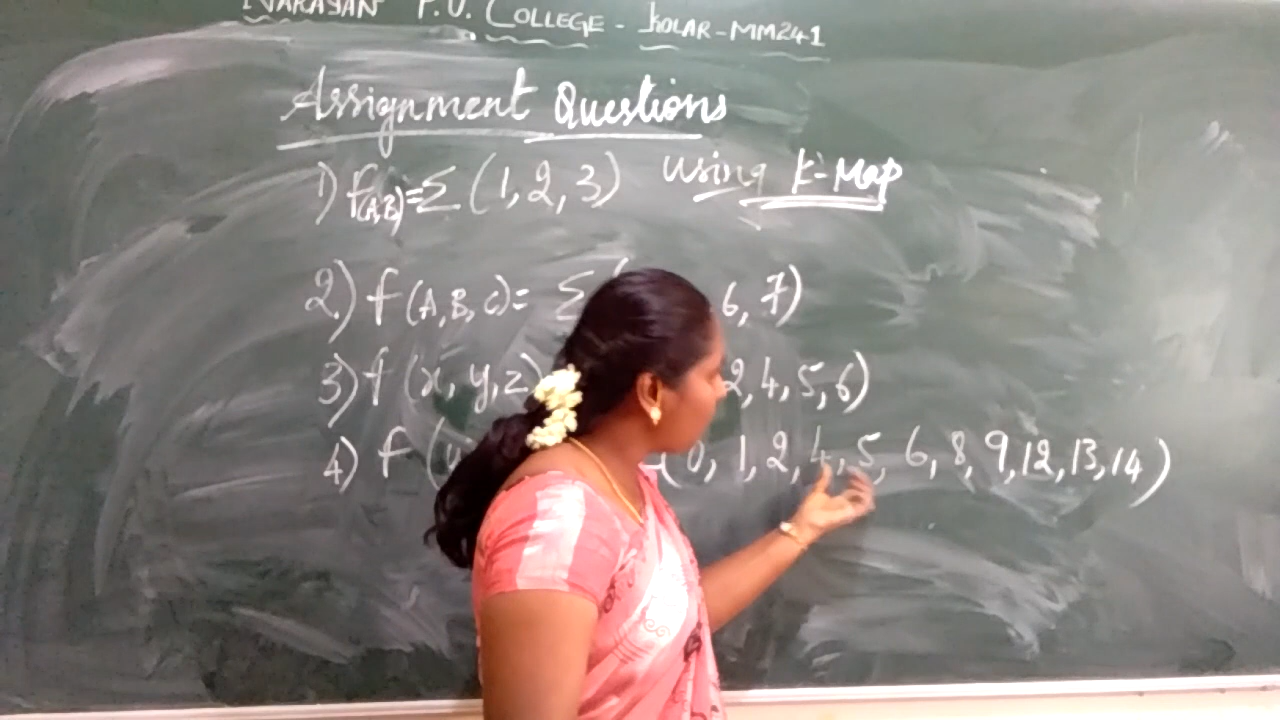 NARAYAN P.U. COLLEGE - KOLAR - MM241
Assignment Questions
1) f(A,B) = Σ (1, 2, 3) Using K-Map
2) f (A, B, C) = Σ ( 6, 7)
3) f (x, y, z) 2, 4, 5, 6)
4) f ( (0, 1, 2, 4, 5, 6, 8, 9, 12, 13, 14)